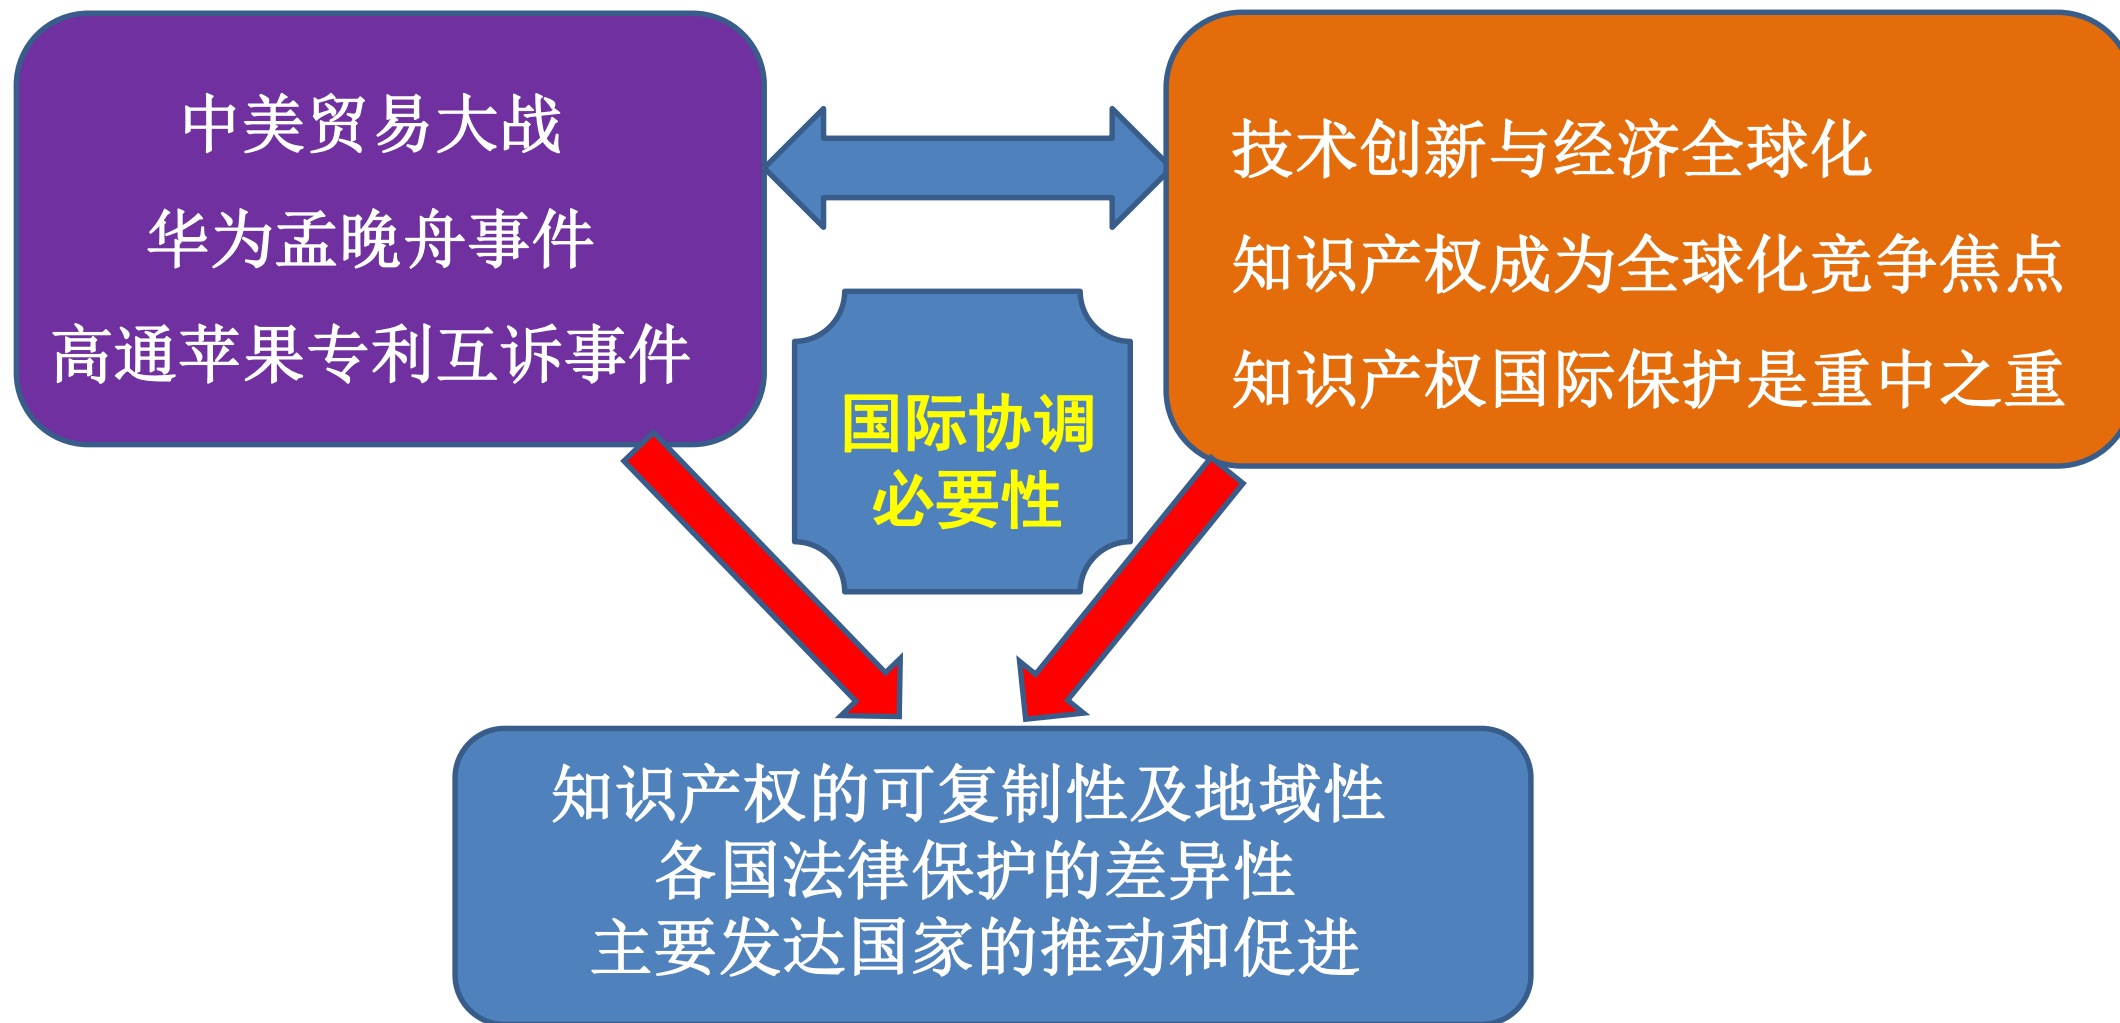 中美贸易大战
华为孟晚舟事件
高通苹果专利互诉事件
技术创新与经济全球化
知识产权成为全球化竞争焦点
知识产权国际保护是重中之重
国际协调
必要性
知识产权的可复制性及地域性
各国法律保护的差异性
主要发达国家的推动和促进